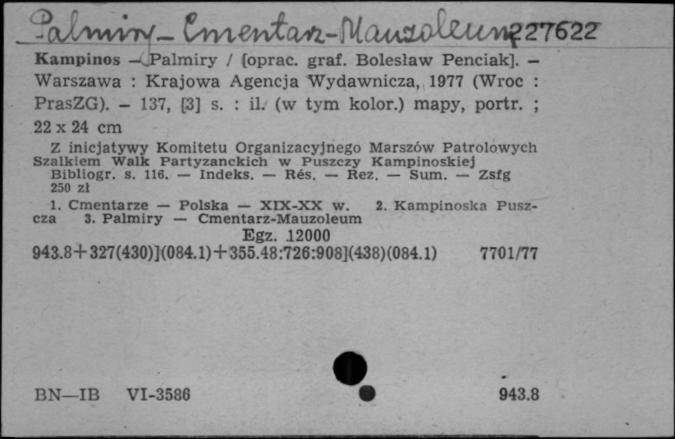 Palmiry – Cmentarz-Mauzoleum 227622
Kampinos – Palmiry / [oprac. graf. Bolesław Penciak]. –
Warszawa : Krajowa Agencja Wydawnicza, 1977 (Wroc :
PrasZG). – 137, [3] s. : il. (w tym kolor.) mapy, portr. ;
22 x 24 cm
Z inicjatywy Komitetu Organizacyjnego Marszów Patrolowych
Szalkiem Walk Partyzanckich w Puszczy Kampinoskiej
Bibliogr. s. 116. — Indeks. — Rés. — Rez. — Sum. — Zsfg
250 zł
1. Cmentarze — Polska — XIX-XX w. 2. Kampinoska Pusz-
cza 3. Palmiry — Cmentarz-Mauzoleum
Egz. 12000
943.8+327(430)](084.1)+355.48:726:908](438)(084.1) 7701/77
BN—IB VI-3586 943.8